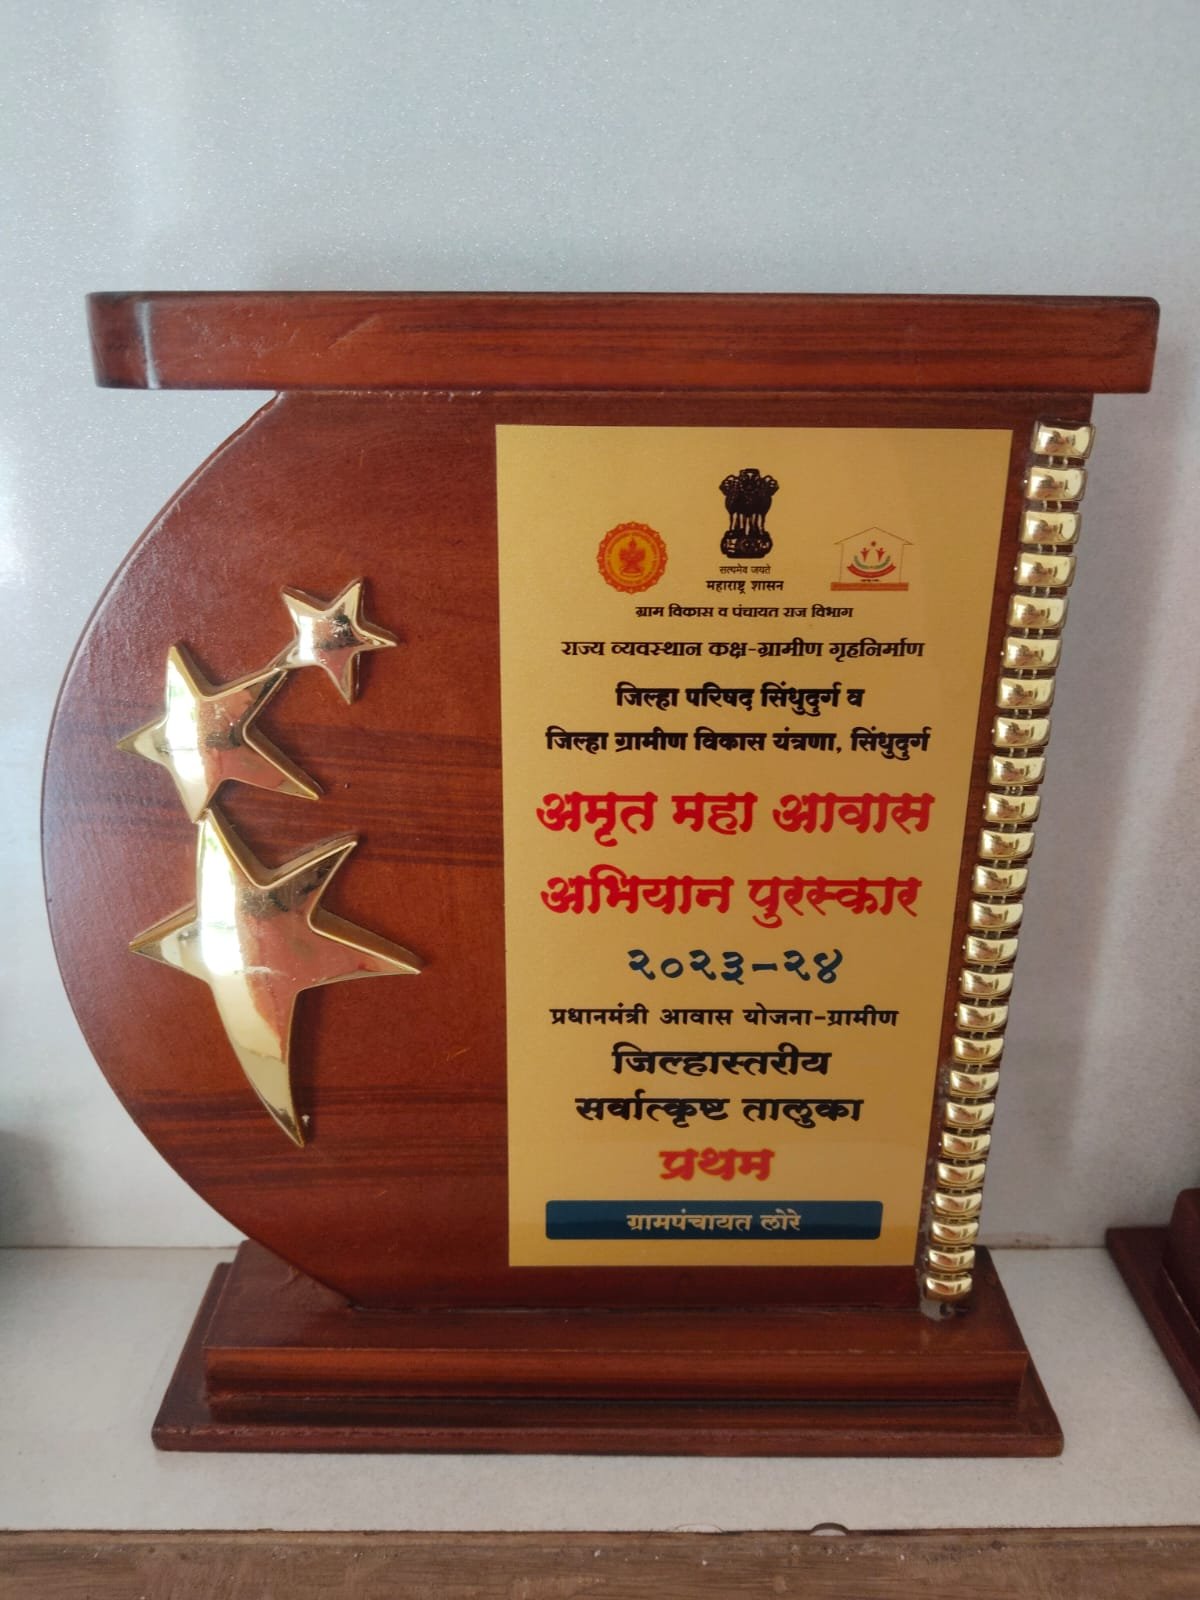 सत्यमेव जयते
महाराष्ट्र शासन
ग्राम विकास व पंचायत राज विभाग
राज्य व्यवस्थान कक्ष-ग्रामीण गृहनिर्माण
जिल्हा परिषद सिंधुदुर्ग व
जिल्हा ग्रामीण विकास यंत्रणा, सिंधुदुर्ग
अमृत महा आवास
अभियान पुरस्कार
२०२३-२४
प्रधानमंत्री आवास योजना-ग्रामीण
जिल्हास्तरीय
सर्वात्कृष्ट तालुका
प्रथम
ग्रामपंचायत लोरे